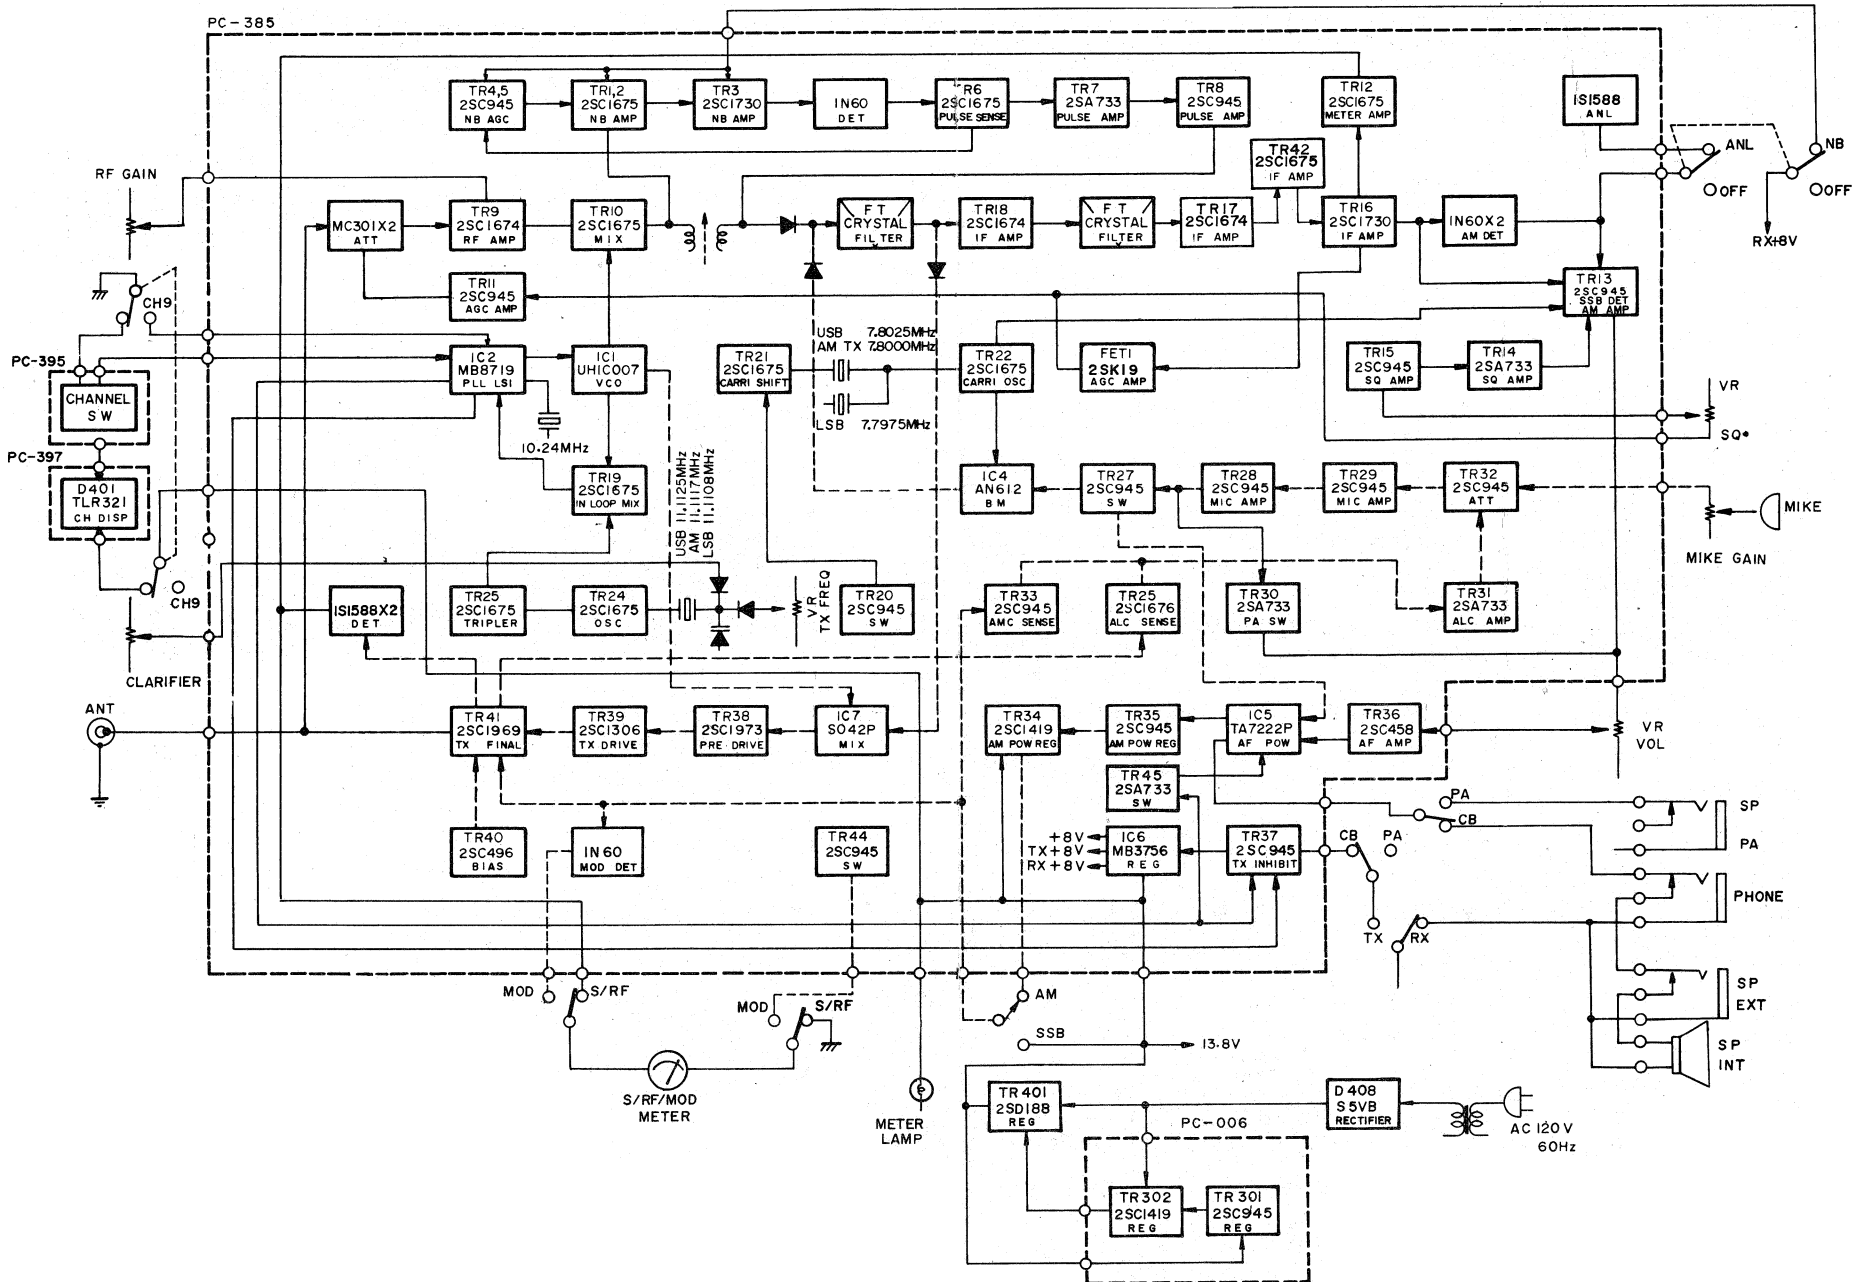 PC-385
TR4,5
2SC945
NB AGC
TR1,2
2SC1675
NB AMP
TR3
2SC1730
NB AMP
IN60
DET
TR6
2SC1675
PULSE SENSE
TR7
2SA733
PULSE AMP
TR8
2SC945
PULSE AMP
TR12
2SC1675
METER AMP
ISI588
ANL
ANL
OFF
NB
OFF
RX+8V
RF GAIN
MC301X2
ATT
TR9
2SC1674
RF AMP
TR10
2SC1675
MIX
FT
CRYSTAL
FILTER
TR18
2SC1674
IF AMP
FT
CRYSTAL
FILTER
TR17
2SC1674
IF AMP
TR42
2SC1675
IF AMP
TR16
2SC1730
IF AMP
IN60X2
AM DET
TR11
2SC945
AGC AMP
TR13
2SC945
SSB DET
AM AMP
CH9
USB 7.8025MHz
AM TX 7.8000MHz
LSB 7.7975MHz
PC-395
CHANNEL
SW
IC2
MB8719
PLL LSI
IC1
UHIC007
VCO
TR21
2SC1675
CARRI SHIFT
TR22
2SC1675
CARRI OSC
FET1
2SK19
AGC AMP
TR15
2SC945
SQ AMP
TR14
2SA733
SQ AMP
VR
SQ
10.24MHz
PC-397
D401
TLR321
CH DISP
TR19
2SC1675
IN LOOP MIX
USB 11.125MHz
AM 11.117MHz
LSB 11.1108MHz
IC4
AN612
BM
TR27
2SC945
SW
TR28
2SC945
MIC AMP
TR29
2SC945
MIC AMP
TR32
2SC945
ATT
MIKE
MIKE GAIN
CH9
CLARIFIER
ISI588X2
DET
TR25
2SC1675
TRIPLER
TR24
2SC1675
OSC
VR
TX FREQ
TR20
2SC945
SW
TR33
2SC945
AMC SENSE
TR25
2SC1676
ALC SENSE
TR30
2SA733
PA SW
TR31
2SA733
ALC AMP
ANT
TR41
2SC1969
TX FINAL
TR39
2SC1306
TX DRIVE
TR38
2SC1973
PRE DRIVE
IC7
SO42P
MIX
TR34
2SC1419
AM POW REG
TR35
2SC945
AM POW REG
IC5
TA7222P
AF POW
TR36
2SC458
AF AMP
VR
VOL
TR45
2SA733
SW
TR40
2SC496
BIAS
IN60
MOD DET
TR44
2SC945
SW
+8V
TX+8V
RX+8V
IC6
MB3756
REG
TR37
2SC945
TX INHIBIT
CB
PA
PA
CB
SP
PA
PHONE
TX
RX
SP
EXT
SP
INT
MOD
S/RF
MOD
S/RF
S/RF/MOD
METER
METER
LAMP
AM
SSB
13.8V
TR401
2SD188
REG
D408
S5VB
RECTIFIER
AC 120V
60Hz
PC-006
TR302
2SC1419
REG
TR301
2SC945
REG